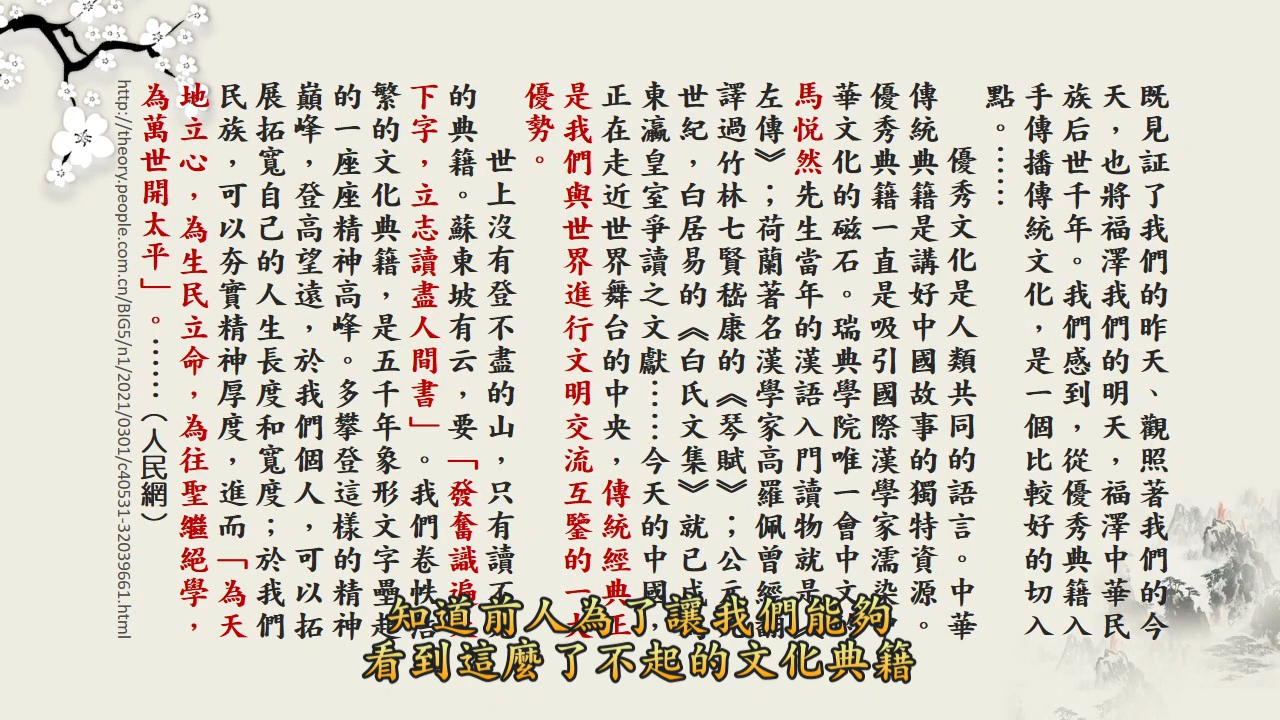 既見証了我們的昨天、觀照著我們的今
天，也將福澤我們的明天，福澤中華民
族后世千年。我們感到，從優秀典籍入
手傳播傳統文化，是一個比較好的切入
點。……
優秀文化是人類共同的語言。中華
傳統典籍是講好中國故事的獨特資源。
優秀典籍一直是吸引國際漢學家濡染
華文化的磁石。瑞典學院唯一會中文
馬悅然先生當年的漢語入門讀物就是
左傳》；荷蘭著名漢學家高羅佩曾經翻
譯過竹林七賢嵇康的《琴賦》；公元
世紀，白居易的《白氏文集》就已成
東瀛皇室爭讀之文獻……今天的中國，
正在走近世界舞台的中央，傳統經典正
是我們與世界進行文明交流互鑒的一大
優勢。
世上沒有登不盡的山，只有讀不
的典籍。蘇東坡有云，要「發奮識遍
下字，立志讀盡人間書」。我們卷帙
繁的文化典籍，是五千年象形文字壘起
的一座座精神高峰。多攀登這樣的精神
巔峰，登高望遠，於我們個人，可以拓
展拓寬自己的人生長度和寬度；於我們
民族，可以夯實精神厚度，進而「為天
地立心，為生民立命，為往聖繼絕學，
為萬世開太平」。……（人民網）
http://theory.people.com.cn/BIG5/n1/2021/0301/c40531-32039661.html
知道前人為了讓我們能夠
看到這麼了不起的文化典籍